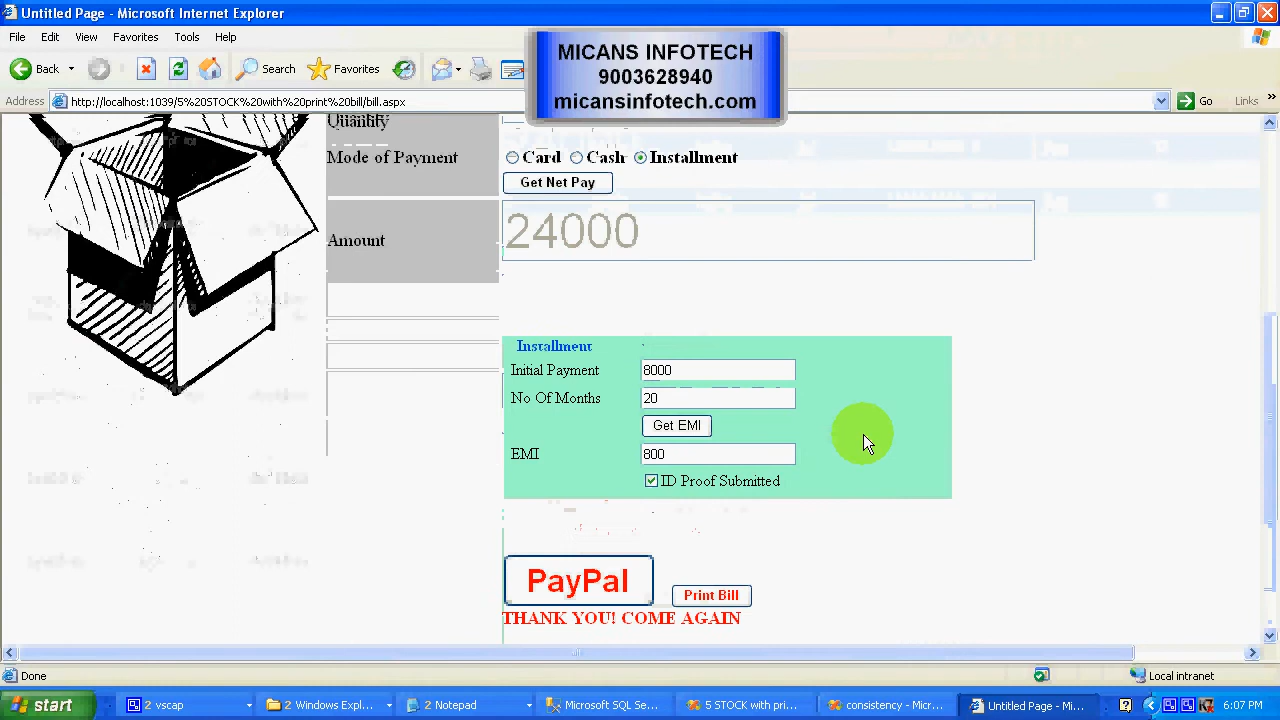 Untitled Page - Microsoft Internet Explorer
File Edit View Favorites Tools Help
MICANS INFOTECH
9003628940
micansinfotech.com
Back Search Favorites
Address http://localhost:1039/5%20STOCK%20with%20print%20bill/bill.aspx Go Links »
Quantity
Mode of Payment Card Cash Installment
Get Net Pay
Amount 24000
Installment
Initial Payment 8000
No Of Months 20
Get EMI
EMI 800
ID Proof Submitted
PayPal Print Bill
THANK YOU! COME AGAIN
Done Local intranet
start 2 vscap 2 Windows Expl... 2 Notepad Microsoft SQL Se... 5 STOCK with pri... consistency - Micr... Untitled Page - Mi... 6:07 PM